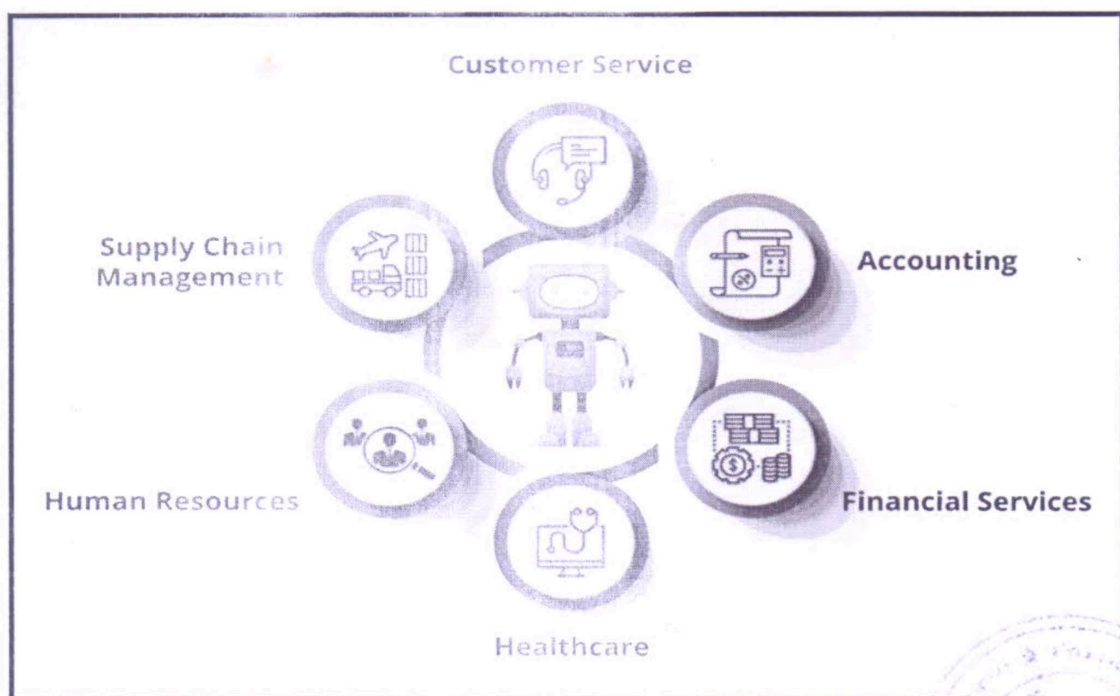 Customer Service
Supply Chain
Management
Accounting
Human Resources
Financial Services
Healthcare